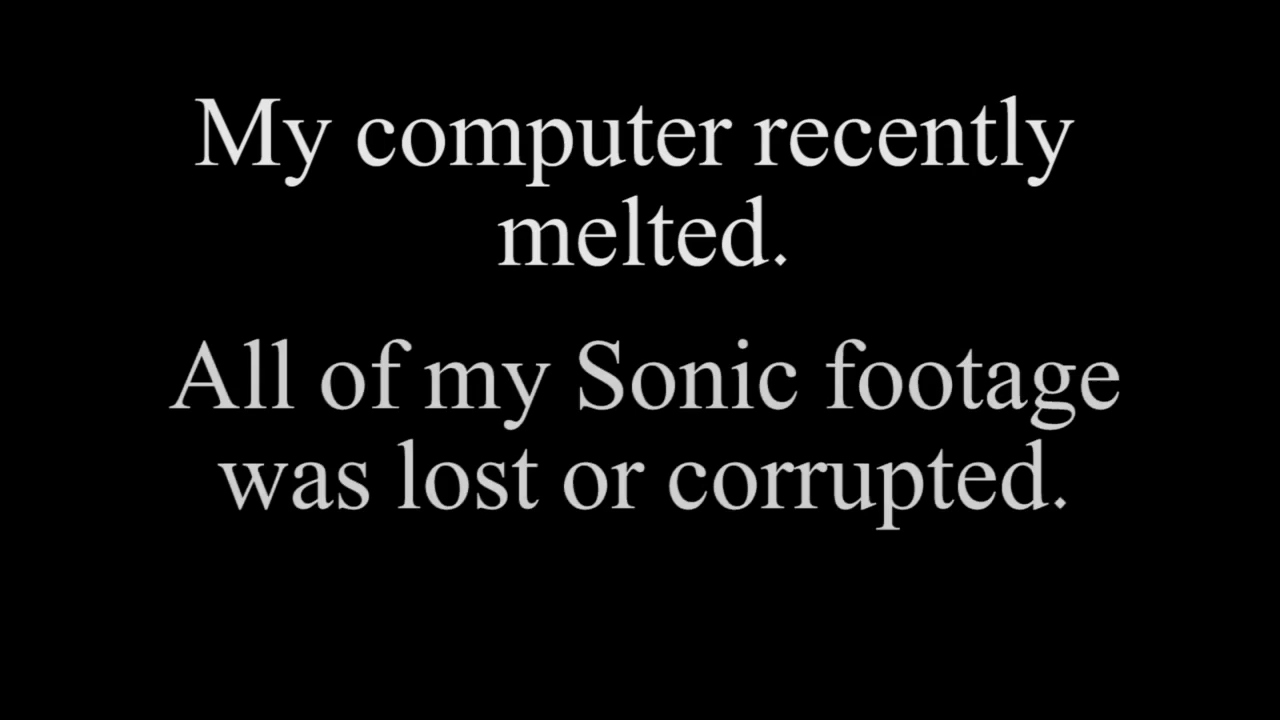 My computer recently
melted.
All of my Sonic footage
was lost or corrupted.